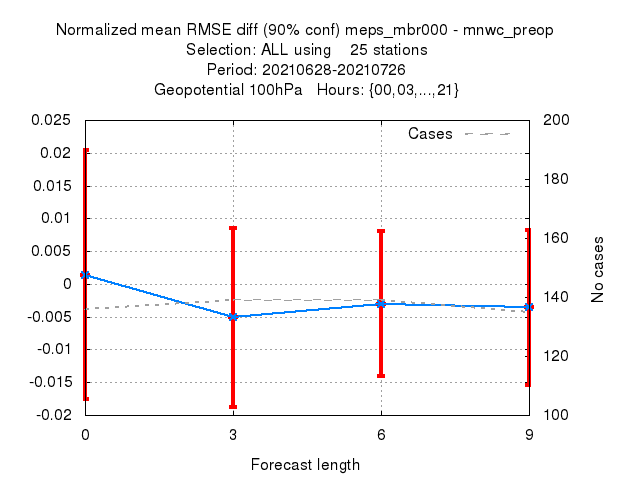 Normalized mean RMSE diff (90% conf) meps_mbr000 - mnwc_preop
Selection: ALL using 25 stations
Period: 20210628-20210726
Geopotential 100hPa Hours: {00,03,...,21}
0.025
0.02
0.015
0.01
0.005
0
-0.005
-0.01
-0.015
-0.02
Cases
200
180
160
140
120
100
No cases
0 3 6 9
Forecast length